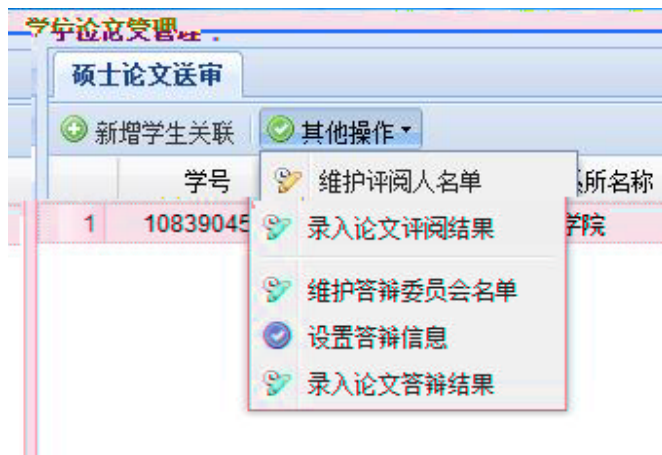 学位论文管理：
硕士论文送审
新增学生关联 其他操作
学号 所名称
维护评阅人名单
1 10839045 学院
录入论文评阅结果
维护答辩委员会名单
设置答辩信息
录入论文答辩结果